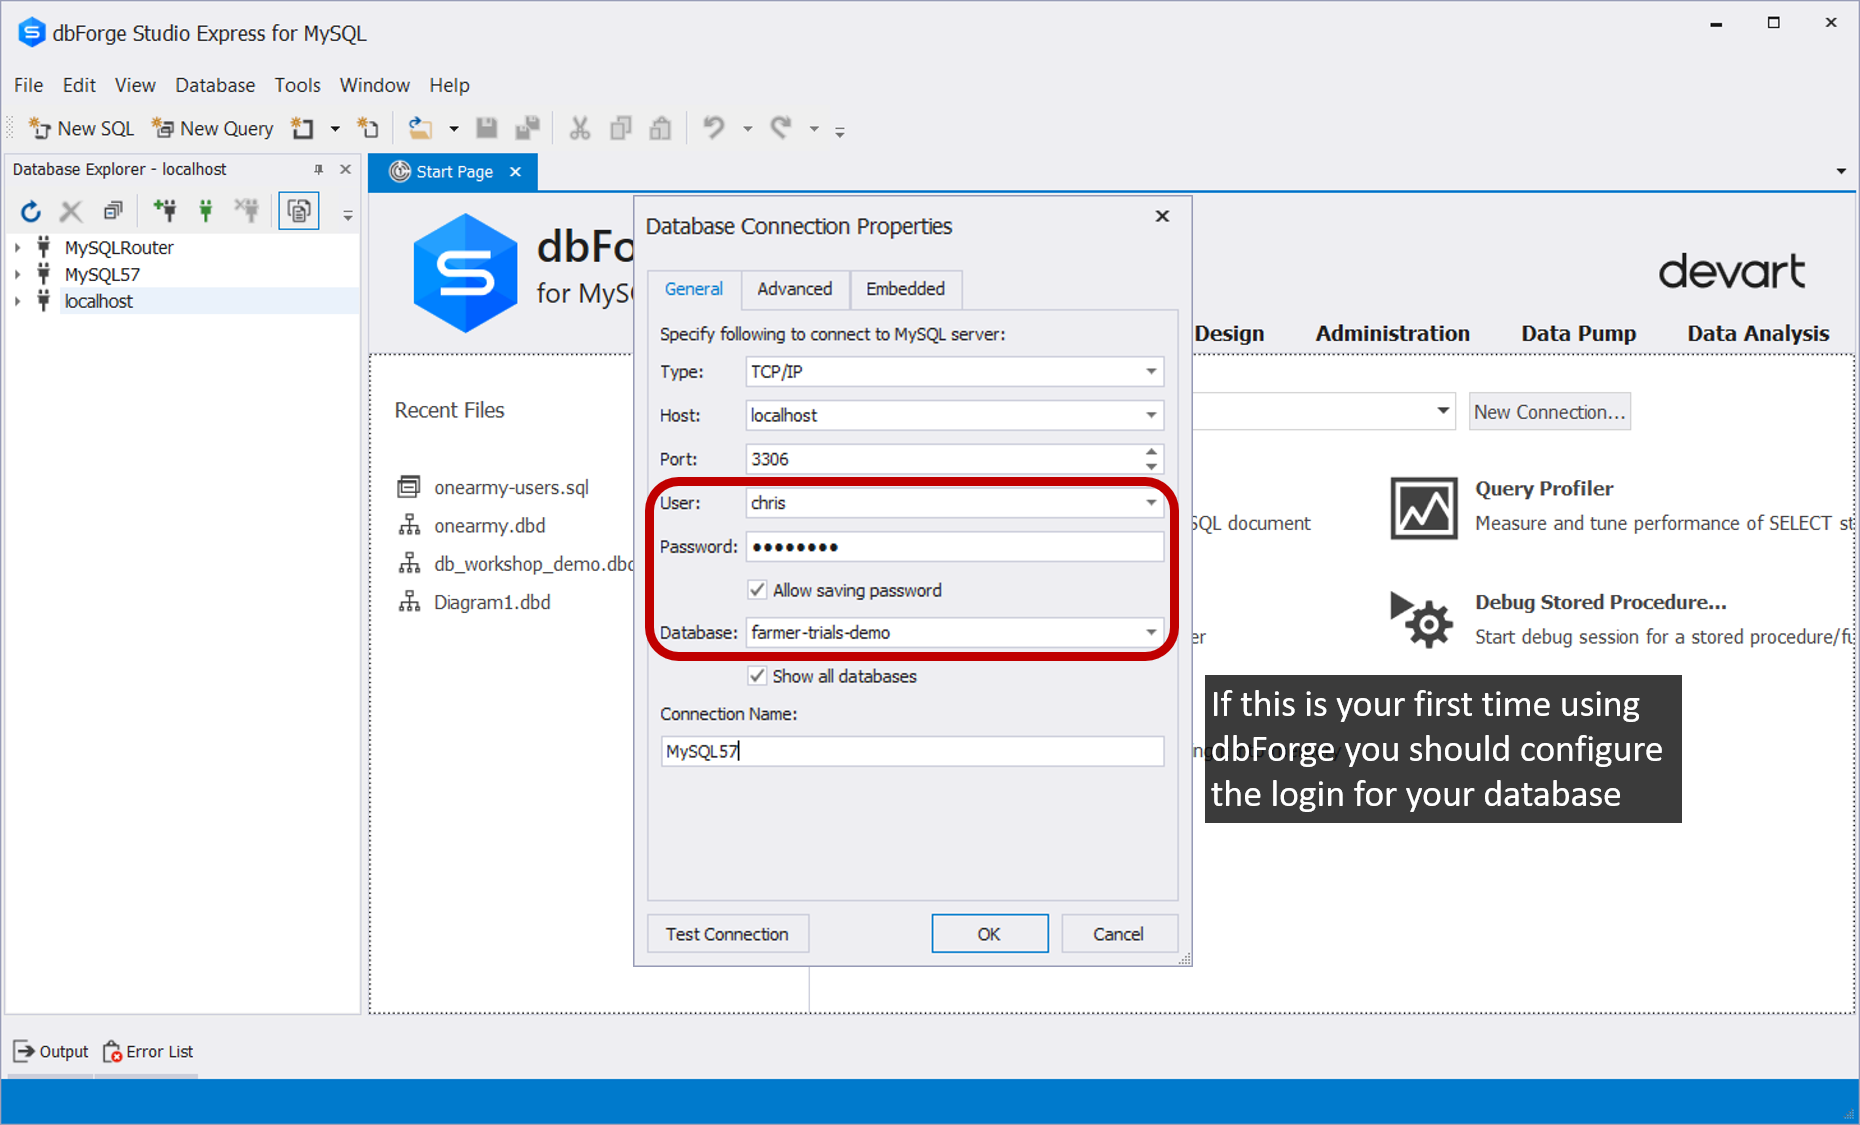 dbForge Studio Express for MySQL
File Edit View Database Tools Window Help
New SQL New Query
Database Explorer - localhost
MySQLRouter
MySQL57
localhost
Start Page
dbFo
for MyS
devart
Design Administration Data Pump Data Analysis
Recent Files
onearmy-users.sql
onearmy.dbd
db_workshop_demo.dbd
Diagram1.dbd
Database Connection Properties
General Advanced Embedded
Specify following to connect to MySQL server:
Type: TCP/IP
Host: localhost
Port: 3306
User: chris
Password: ••••••••
Allow saving password
Database: farmer-trials-demo
Show all databases
Connection Name:
MySQL57
Test Connection OK Cancel
New Connection...
SQL document
Query Profiler
Measure and tune performance of SELECT st
er
Debug Stored Procedure...
Start debug session for a stored procedure/fu
If this is your first time using
dbForge you should configure
the login for your database
Output Error List